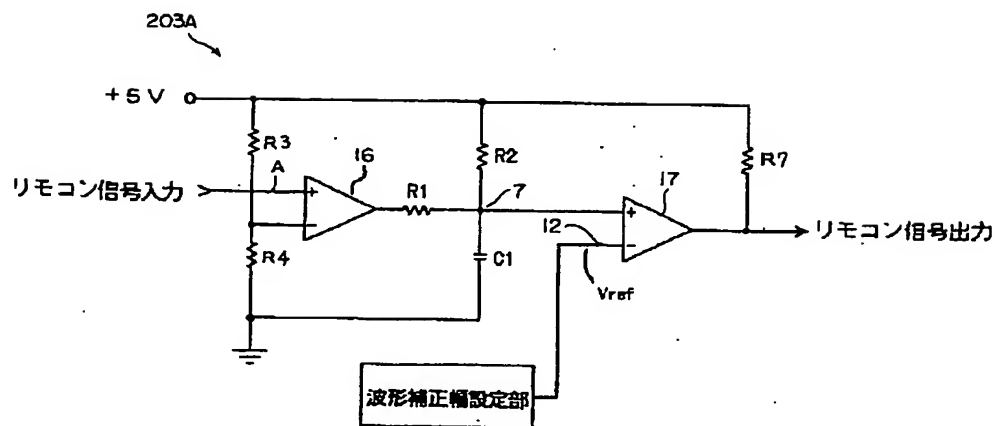 203A
+5V
R3
R2
R7
A
16
17
リモコン信号入力
R1
7
12
リモコン信号出力
R4
C1
Vref
波形補正幅設定部